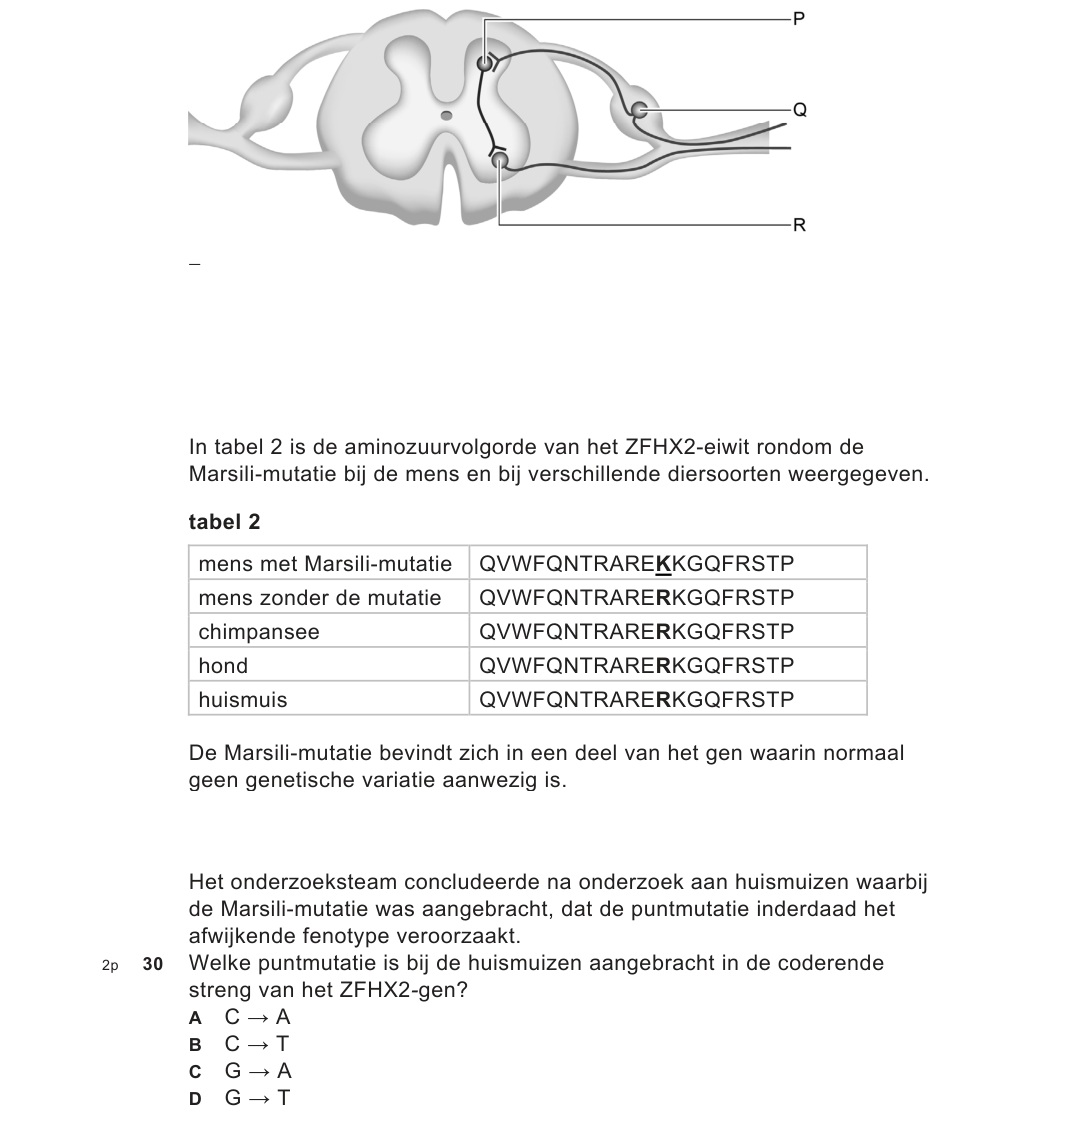 P
Q
R
–
In tabel 2 is de aminozuurvolgorde van het ZFHX2-eiwit rondom de
Marsili-mutatie bij de mens en bij verschillende diersoorten weergegeven.
tabel 2
mens met Marsili-mutatie QVWFQNTRAREKKGQFRSTP
mens zonder de mutatie QVWFQNTRARERKGQFRSTP
chimpansee QVWFQNTRARERKGQFRSTP
hond QVWFQNTRARERKGQFRSTP
huismuis QVWFQNTRARERKGQFRSTP
De Marsili-mutatie bevindt zich in een deel van het gen waarin normaal
geen genetische variatie aanwezig is.
Het onderzoeksteam concludeerde na onderzoek aan huismuizen waarbij
de Marsili-mutatie was aangebracht, dat de puntmutatie inderdaad het
afwijkende fenotype veroorzaakt.
2p 30 Welke puntmutatie is bij de huismuizen aangebracht in de coderende
streng van het ZFHX2-gen?
A C → A
B C → T
C G → A
D G → T